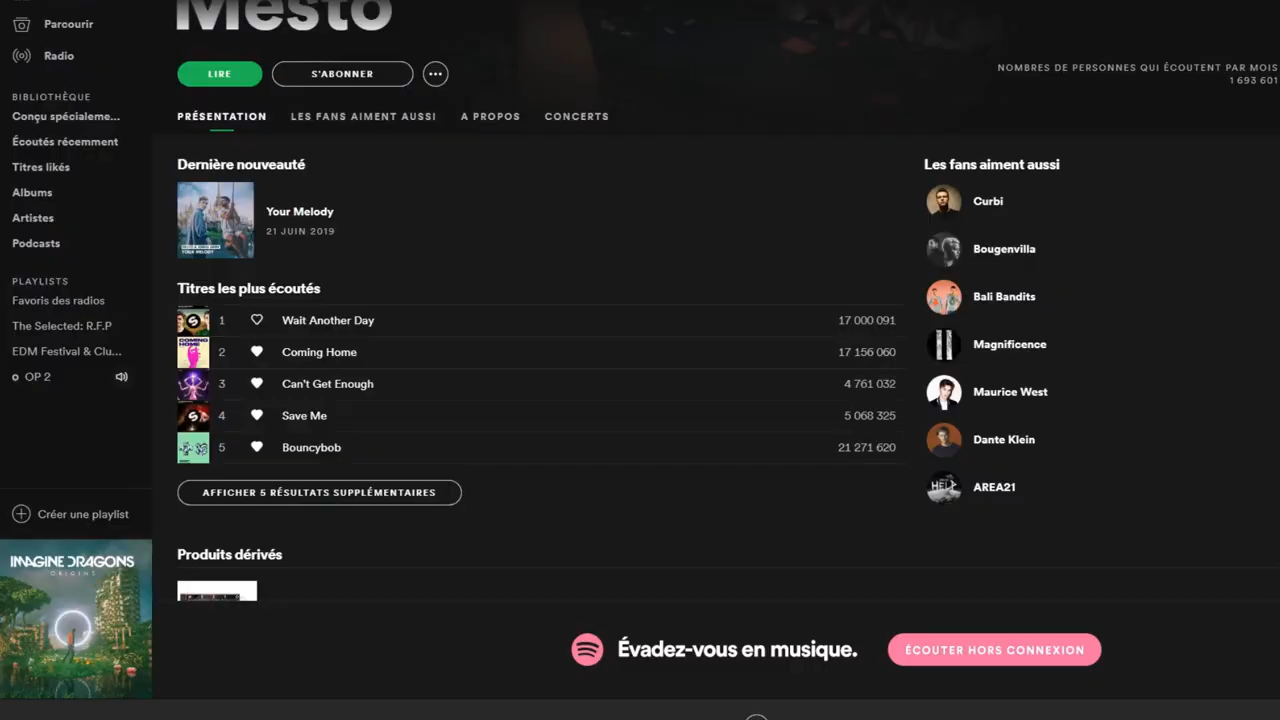 Mesto
Parcourir
Radio
LIRE
S'ABONNER
NOMBRES DE PERSONNES QUI ÉCOUTENT PAR MOIS
1 693 601
BIBLIOTHÈQUE
Conçu spécialeme...
Écoutés récemment
Titres likés
Albums
Artistes
Podcasts
PLAYLISTS
Favoris des radios
The Selected: R.F.P
EDM Festival & Clu...
OP 2
Créer une playlist
IMAGINE DRAGONS
ORIGINS
PRÉSENTATION
LES FANS AIMENT AUSSI
A PROPOS
CONCERTS
Dernière nouveauté
Your Melody
21 JUIN 2019
YOUR MELODY
Titres les plus écoutés
1 Wait Another Day 17 000 091
COMING
HOME
2 Coming Home 17 156 060
3 Can't Get Enough 4 761 032
4 Save Me 5 068 325
5 Bouncybob 21 271 620
AFFICHER 5 RÉSULTATS SUPPLÉMENTAIRES
Produits dérivés
Les fans aiment aussi
Curbi
Bougenvilla
Bali Bandits
Magnificence
Maurice West
Dante Klein
HELP
AREA21
Évadez-vous en musique.
ÉCOUTER HORS CONNEXION